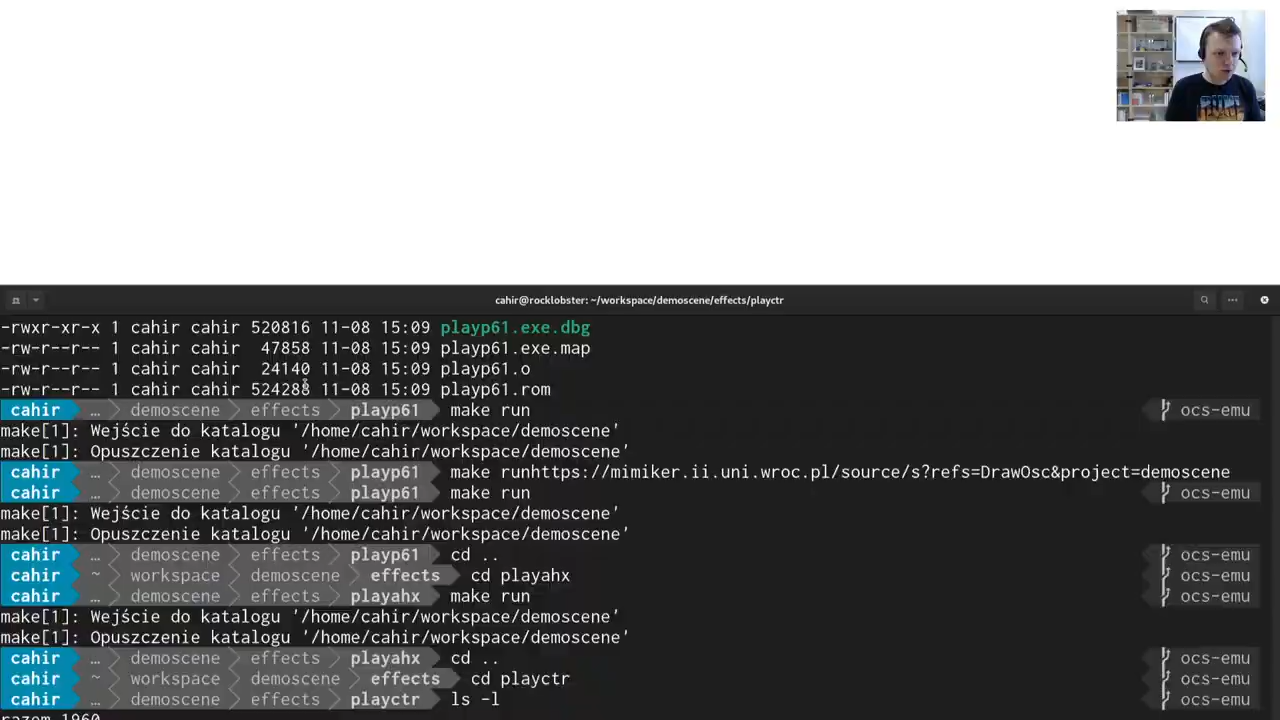 cahir@rocklobster: ~/workspace/demoscene/effects/playctr
-rwxr-xr-x 1 cahir cahir 520816 11-08 15:09 playp61.exe.dbg
-rw-r--r-- 1 cahir cahir  47858 11-08 15:09 playp61.exe.map
-rw-r--r-- 1 cahir cahir  24140 11-08 15:09 playp61.o
-rw-r--r-- 1 cahir cahir 524288 11-08 15:09 playp61.rom
cahir … demoscene effects playp61 make run ocs-emu
make[1]: Wejście do katalogu '/home/cahir/workspace/demoscene'
make[1]: Opuszczenie katalogu '/home/cahir/workspace/demoscene'
cahir … demoscene effects playp61 make runhttps://mimiker.ii.uni.wroc.pl/source/s?refs=DrawOsc&project=demoscene
cahir … demoscene effects playp61 make run ocs-emu
make[1]: Wejście do katalogu '/home/cahir/workspace/demoscene'
make[1]: Opuszczenie katalogu '/home/cahir/workspace/demoscene'
cahir … demoscene effects playp61 cd .. ocs-emu
cahir ~ workspace demoscene effects cd playahx ocs-emu
cahir … demoscene effects playahx make run ocs-emu
make[1]: Wejście do katalogu '/home/cahir/workspace/demoscene'
make[1]: Opuszczenie katalogu '/home/cahir/workspace/demoscene'
cahir … demoscene effects playahx cd .. ocs-emu
cahir ~ workspace demoscene effects cd playctr ocs-emu
cahir … demoscene effects playctr ls -l ocs-emu
razem 1960